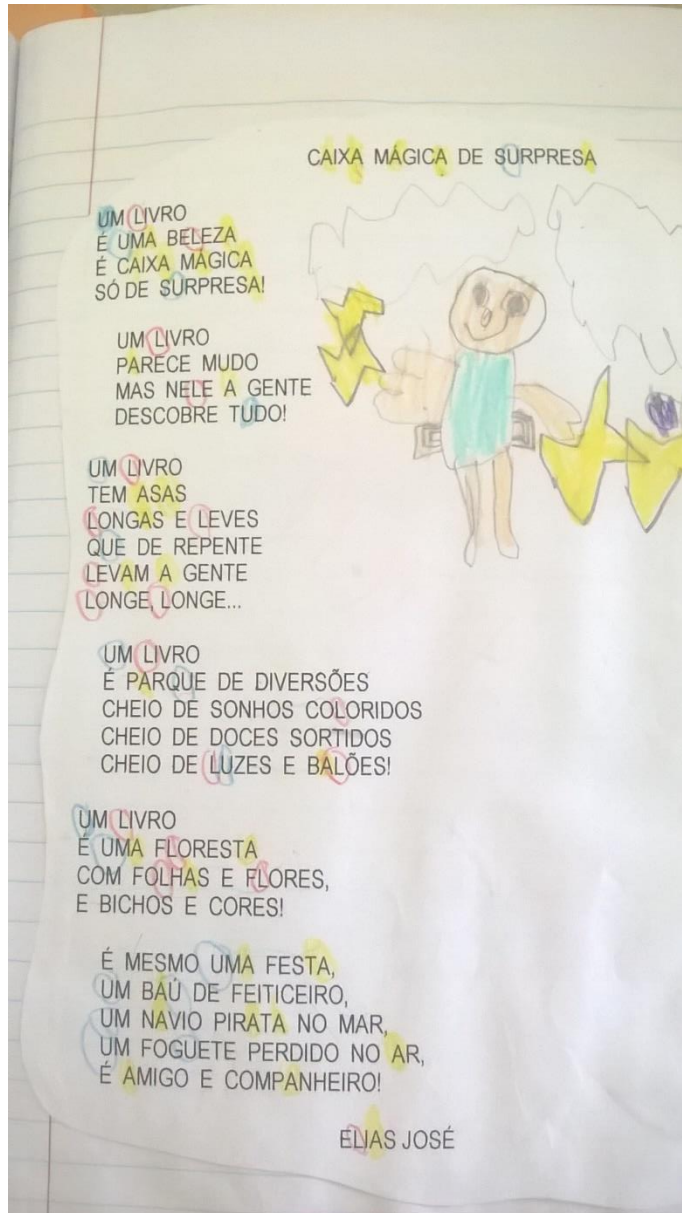 CAIXA MÁGICA DE SURPRESA
UM LIVRO
É UMA BELEZA
É CAIXA MÁGICA
SÓ DE SURPRESA!
UM LIVRO
PARECE MUDO
MAS NELE A GENTE
DESCOBRE TUDO!
UM LIVRO
TEM ASAS
LONGAS E LEVES
QUE DE REPENTE
LEVAM A GENTE
LONGE, LONGE...
UM LIVRO
É PARQUE DE DIVERSÕES
CHEIO DE SONHOS COLORIDOS
CHEIO DE DOCES SORTIDOS
CHEIO DE LUZES E BALÕES!
UM LIVRO
É UMA FLORESTA
COM FOLHAS E FLORES,
E BICHOS E CORES!
É MESMO UMA FESTA,
UM BAÚ DE FEITICEIRO,
UM NAVIO PIRATA NO MAR,
UM FOGUETE PERDIDO NO AR,
É AMIGO E COMPANHEIRO!
ELIAS JOSÉ